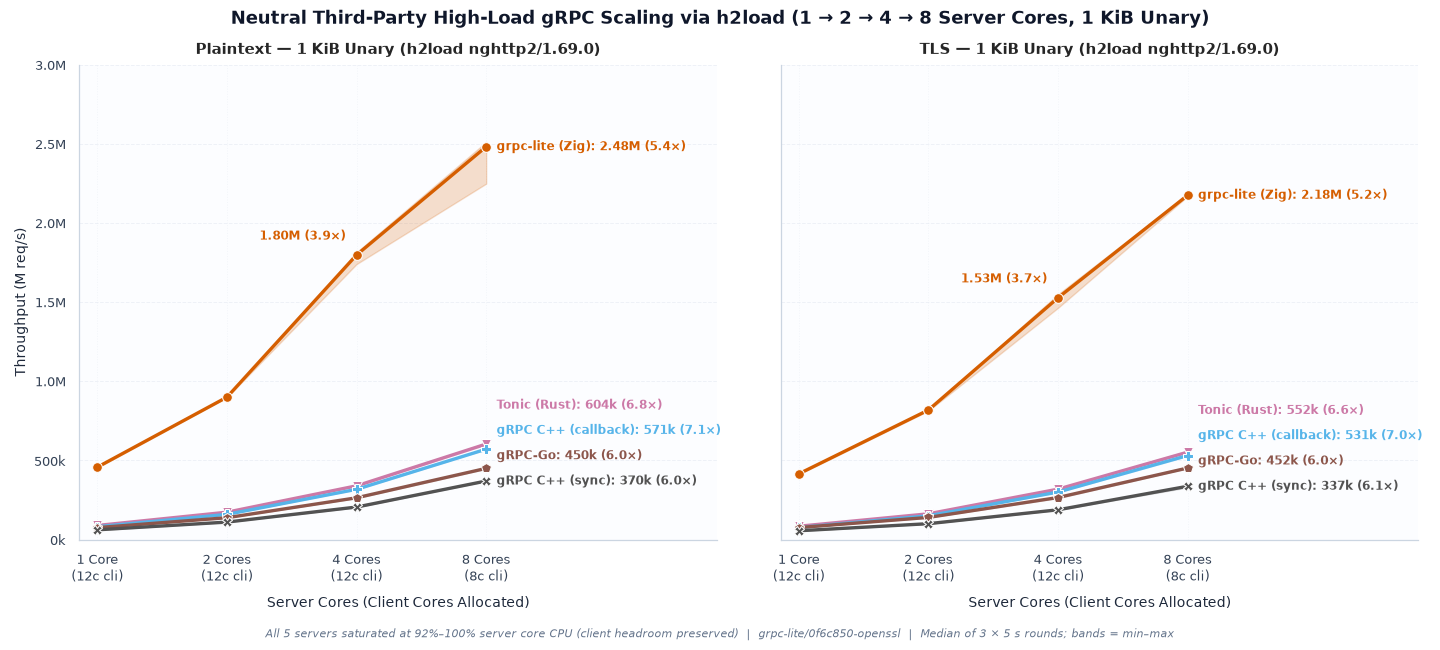 Neutral Third-Party High-Load gRPC Scaling via h2load (1 → 2 → 4 → 8 Server Cores, 1 KiB Unary)
Plaintext — 1 KiB Unary (h2load nghttp2/1.69.0)
Throughput (M req/s)
3.0M
2.5M
2.0M
1.5M
1.0M
500k
0k
grpc-lite (Zig): 2.48M (5.4×)
1.80M (3.9×)
Tonic (Rust): 604k (6.8×)
gRPC C++ (callback): 571k (7.1×)
gRPC-Go: 450k (6.0×)
gRPC C++ (sync): 370k (6.0×)
1 Core
(12c cli)
2 Cores
(12c cli)
4 Cores
(12c cli)
8 Cores
(8c cli)
Server Cores (Client Cores Allocated)
TLS — 1 KiB Unary (h2load nghttp2/1.69.0)
grpc-lite (Zig): 2.18M (5.2×)
1.53M (3.7×)
Tonic (Rust): 552k (6.6×)
gRPC C++ (callback): 531k (7.0×)
gRPC-Go: 452k (6.0×)
gRPC C++ (sync): 337k (6.1×)
1 Core
(12c cli)
2 Cores
(12c cli)
4 Cores
(12c cli)
8 Cores
(8c cli)
Server Cores (Client Cores Allocated)
All 5 servers saturated at 92%–100% server core CPU (client headroom preserved) | grpc-lite/0f6c850-openssl | Median of 3 × 5 s rounds; bands = min–max